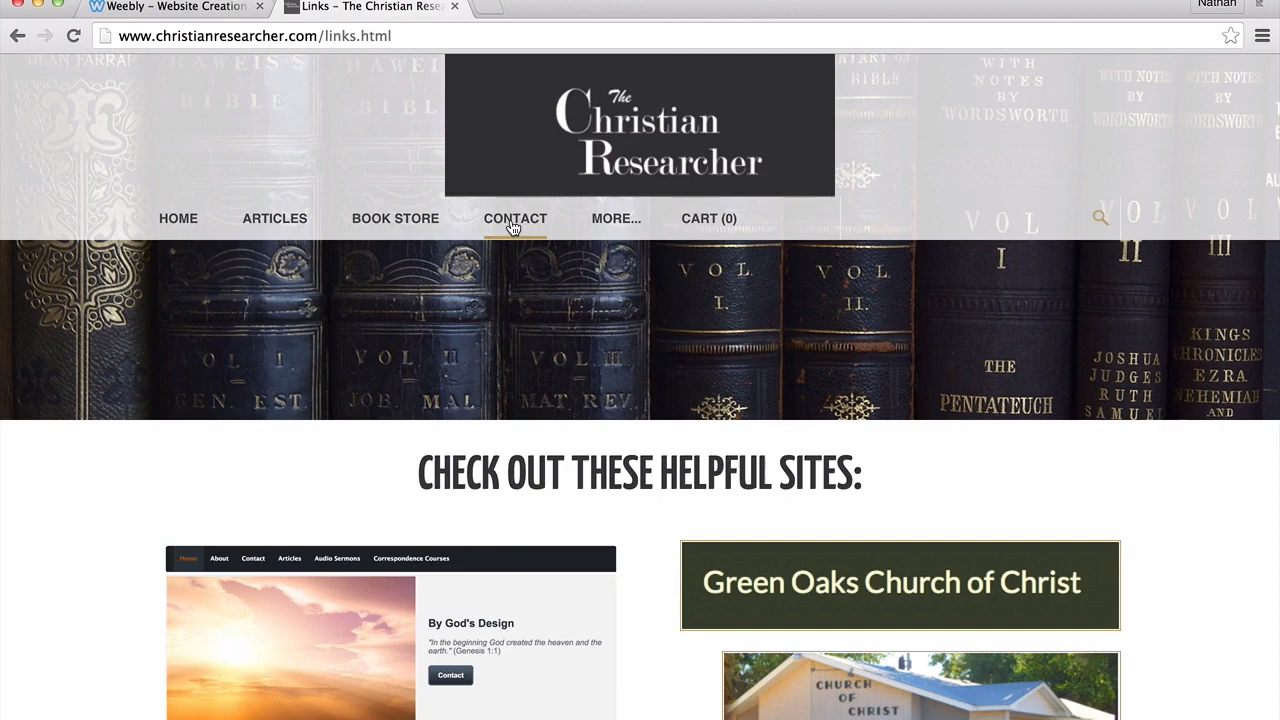 Weebly - Website Creation
Links - The Christian Resea
Nathan
www.christianresearcher.com/links.html
DEAN FARRAR
HAWEIS'S
BIBLE
BIBL
BIBLE
WITH
NOTES
BY
WORDSWORTH
WITH NOTES
BY
WORDSWORTH
WITH NOTES
BY
WORDSWORTH
The
Christian
Researcher
HOME
ARTICLES
BOOK STORE
CONTACT
MORE...
CART (0)
VOL
I
VOL
II
VOL
III
VOL
I.
VOL
II.
OL I
GEN. EST.
VOL II
JOB. MAL
VOL III
MAT REV.
THE
PENTATEUCH
JOSHUA
JUDGES
RUTH
SAMUEL
KINGS
CHRONICLES
EZRA
NEHEMIAH
AND
CHECK OUT THESE HELPFUL SITES:
Home About Contact Articles Audio Sermons Correspondence Courses
By God's Design
"In the beginning God created the heaven and the
earth." (Genesis 1:1)
Contact
Green Oaks Church of Christ
CHURCH
OF
CHRIST